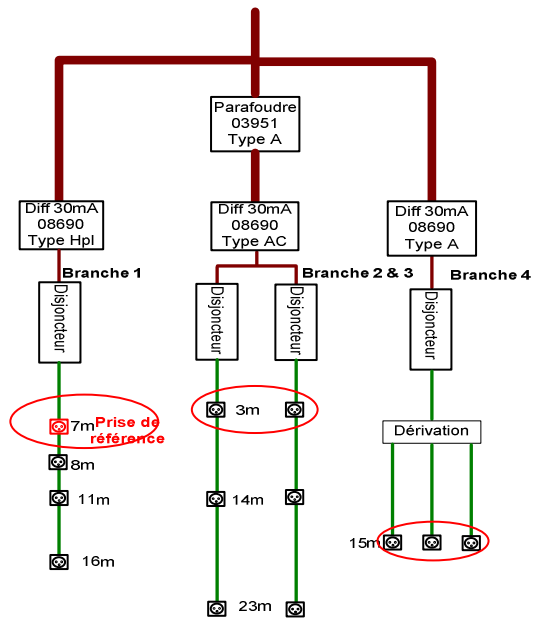 Parafoudre
03951
Type A
Diff 30mA
08690
Type Hpl
Diff 30mA
08690
Type AC
Diff 30mA
08690
Type A
Branche 1
Branche 2 & 3
Branche 4
Disjoncteur
Disjoncteur
Disjoncteur
Disjoncteur
7m
Prise de
référence
8m
11m
16m
3m
14m
23m
Dérivation
15m